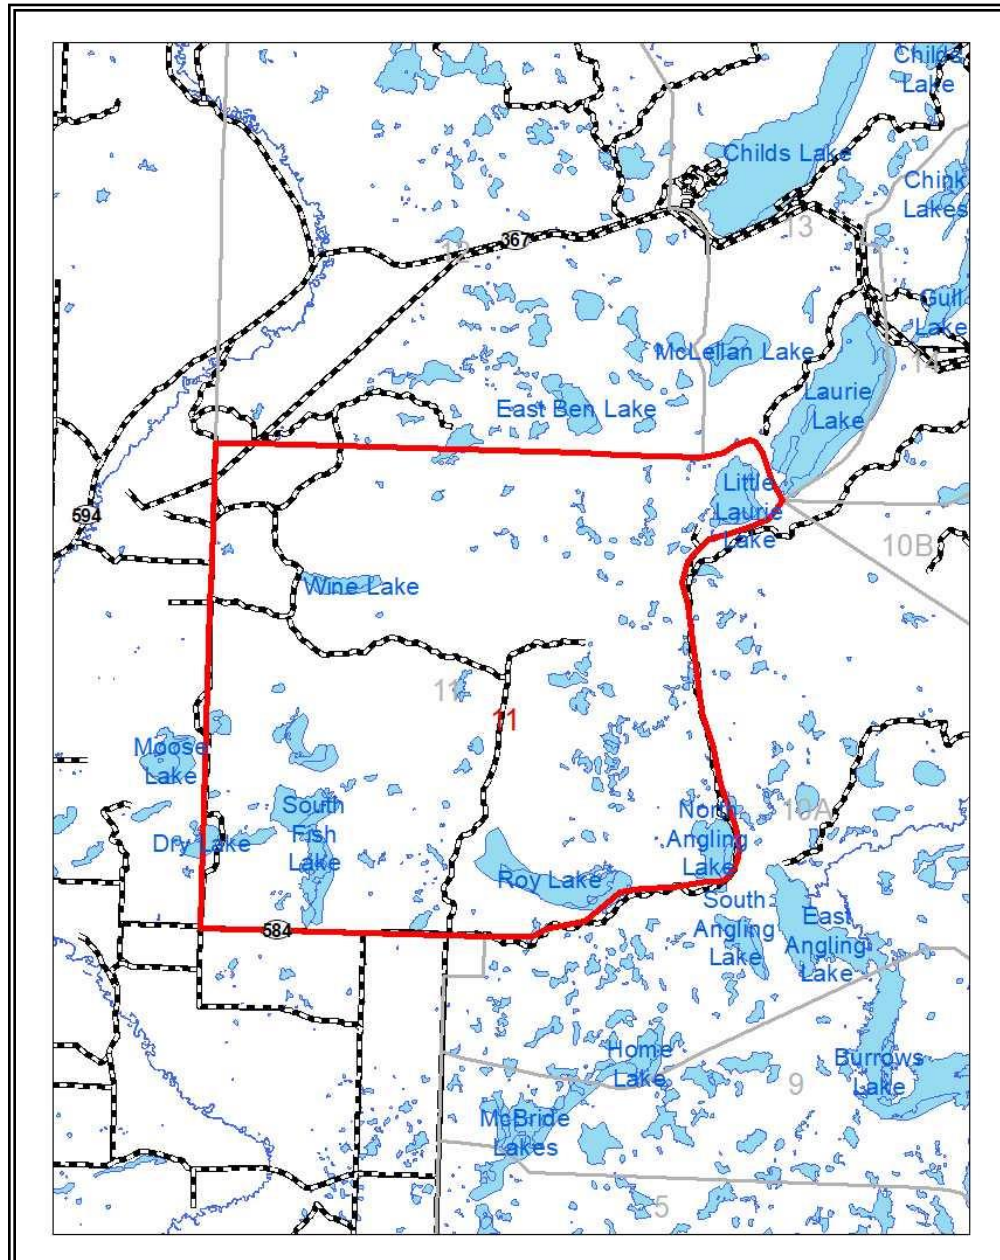 Childs
Lake
Childs Lake
Chink
Lakes
13
367
12
Gull
Lake
McLellan Lake
14
Laurie
Lake
East Ben Lake
Little
Laurie
Lake
594
10B
Wine Lake
11
11
Moose
Lake
South
Fish
Lake
North
Angling
Lake
10A
Dry Lake
Roy Lake
South
Angling
Lake
East
Angling
Lake
584
Home
Lake
Burrows
Lake
9
McBride
Lakes
5